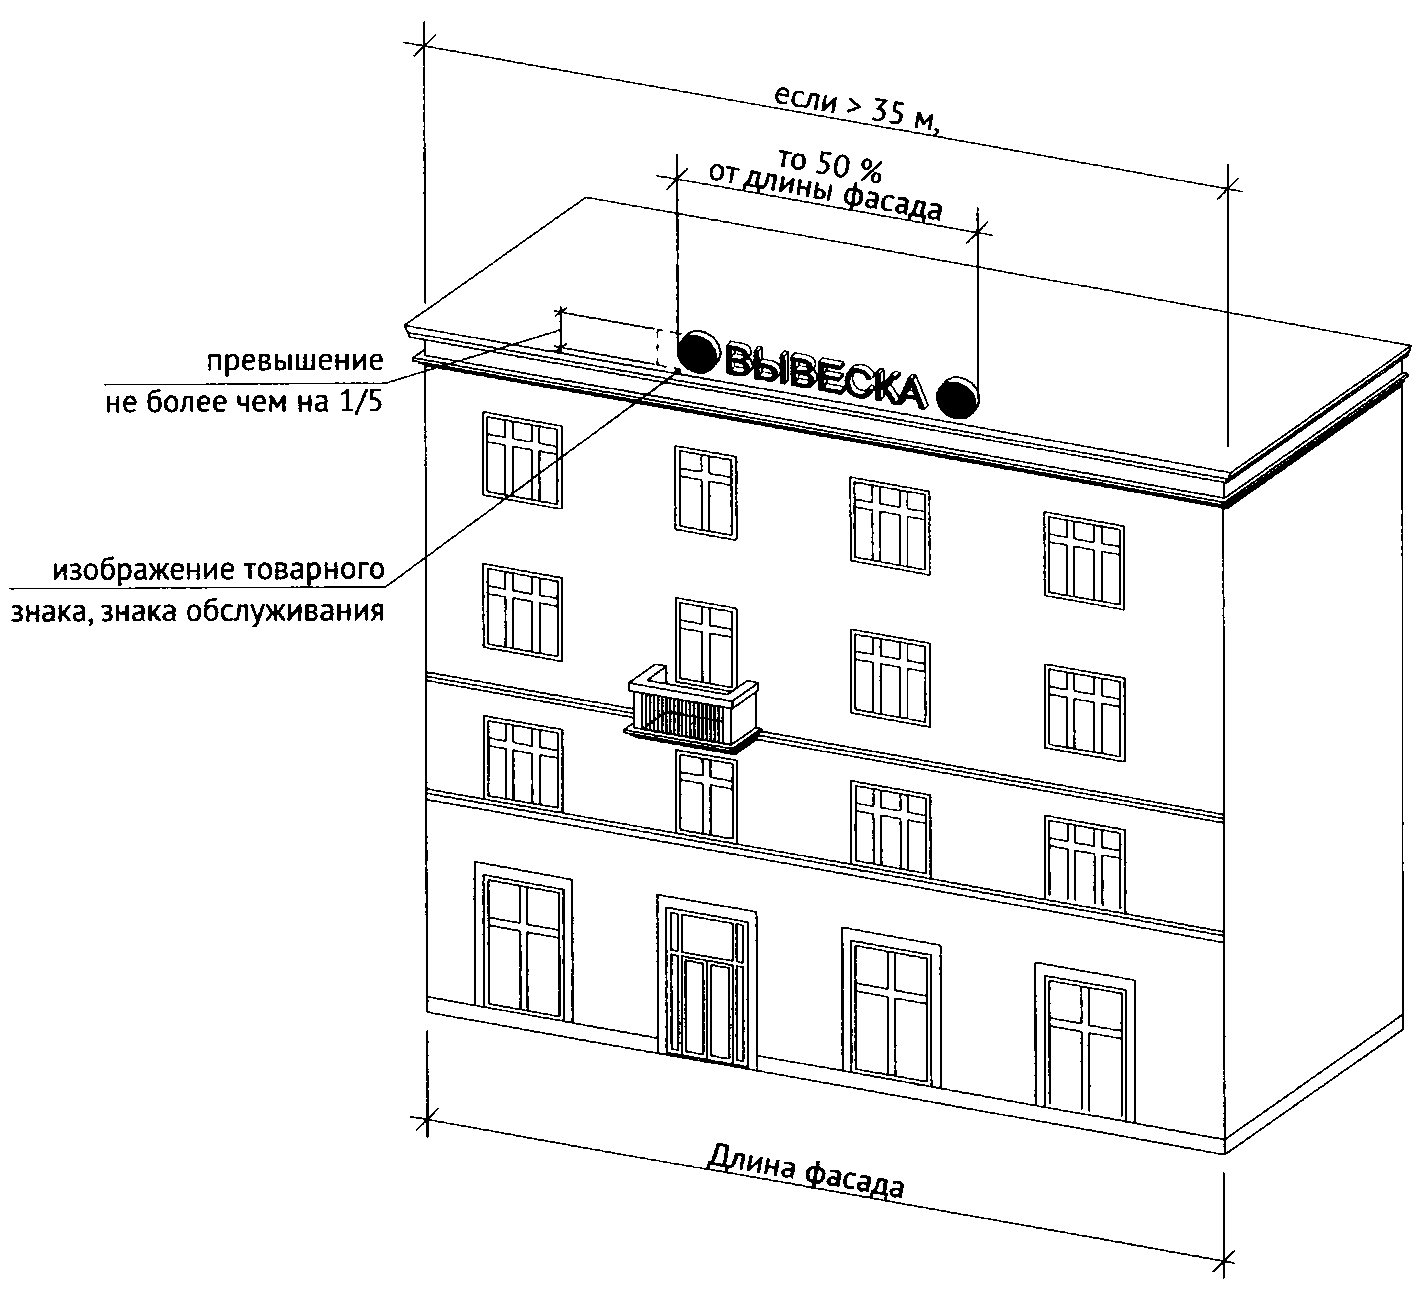 если > 35 м,
то 50 %
от длины фасада
превышение
не более чем на 1/5
ВЫВЕСКА
изображение товарного
знака, знака обслуживания
Длина фасада